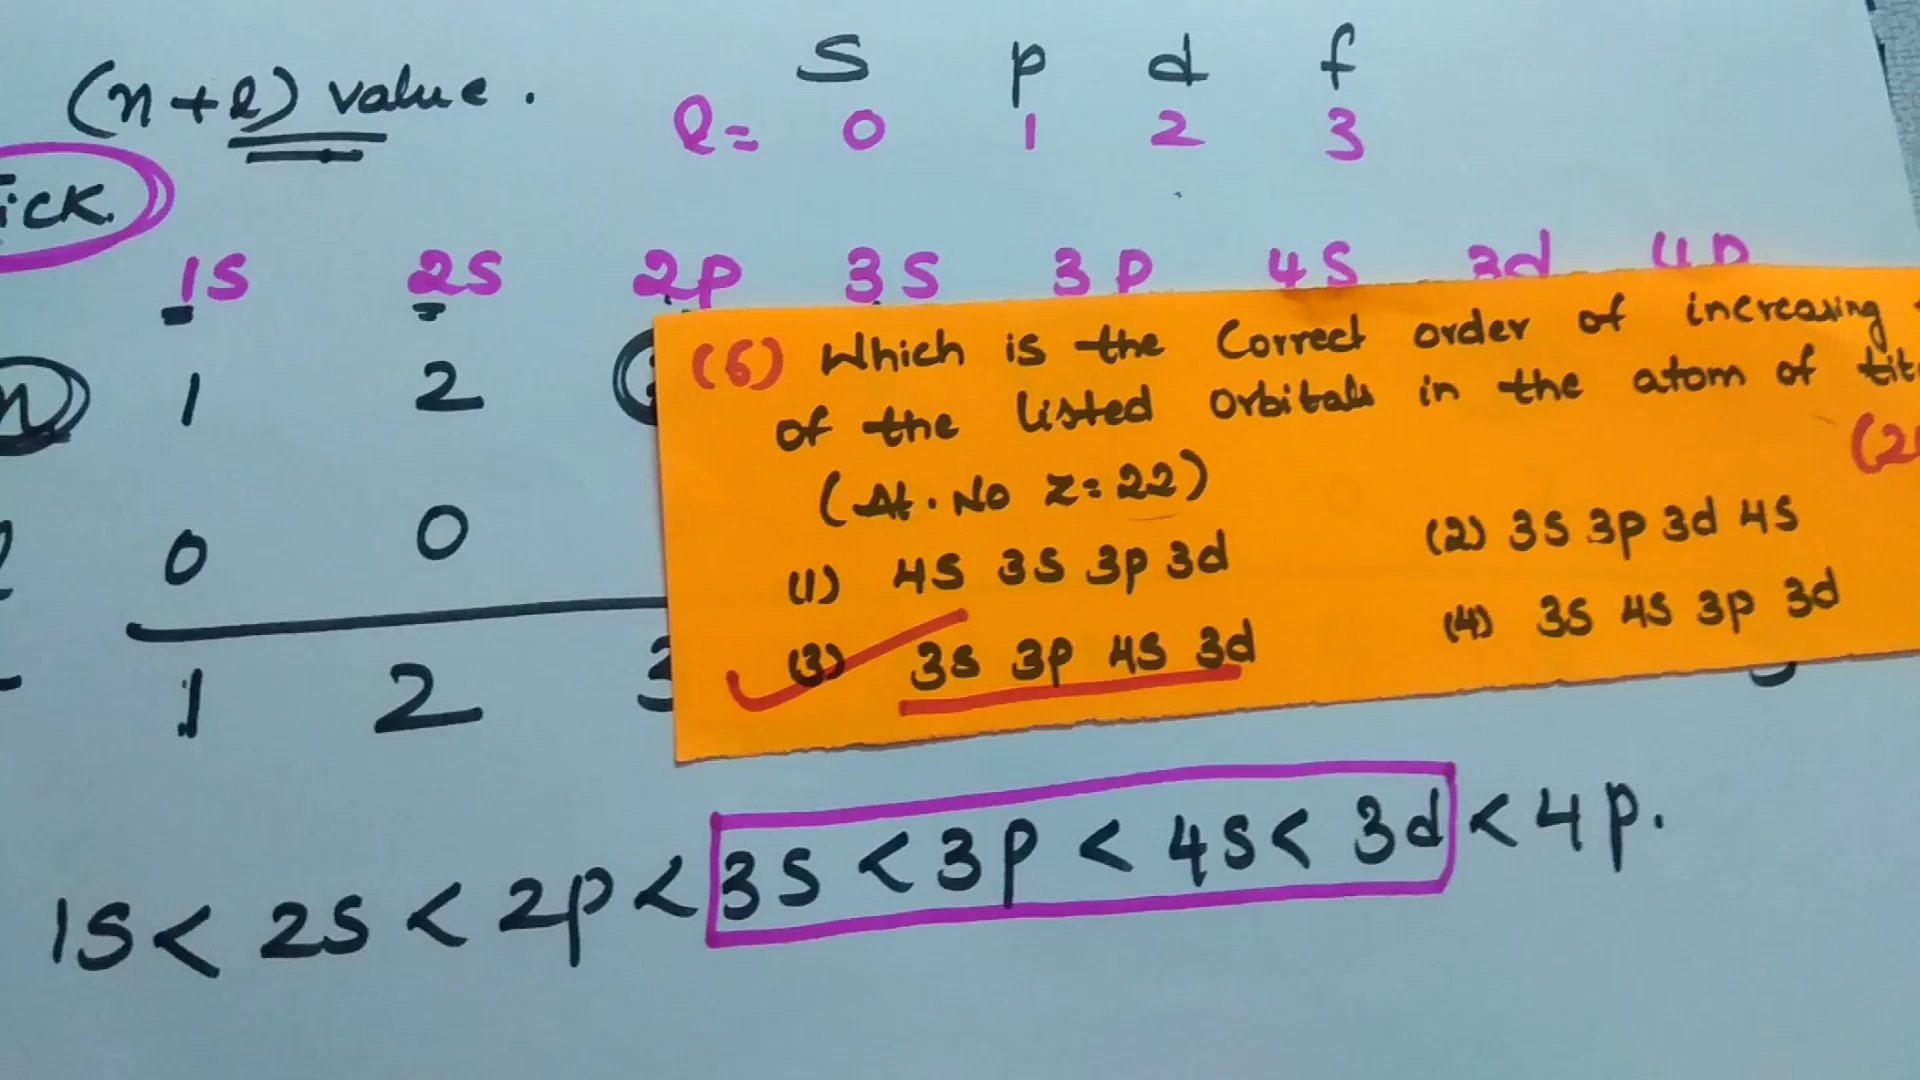 (n+l) value.
s p d f
l= 0 1 2 3
1s 2s 2p 3s 3p 4s 3d 4p
n 1 2
0 0
1 2 3
(6) Which is the Correct order of increasing
of the listed orbitals in the atom of
(At. No Z=22)
(1) 4s 3s 3p 3d
(2) 3s 3p 3d 4s
(3) 3s 3p 4s 3d
(4) 3s 4s 3p 3d
1s < 2s < 2p < 3s < 3p < 4s < 3d < 4p.